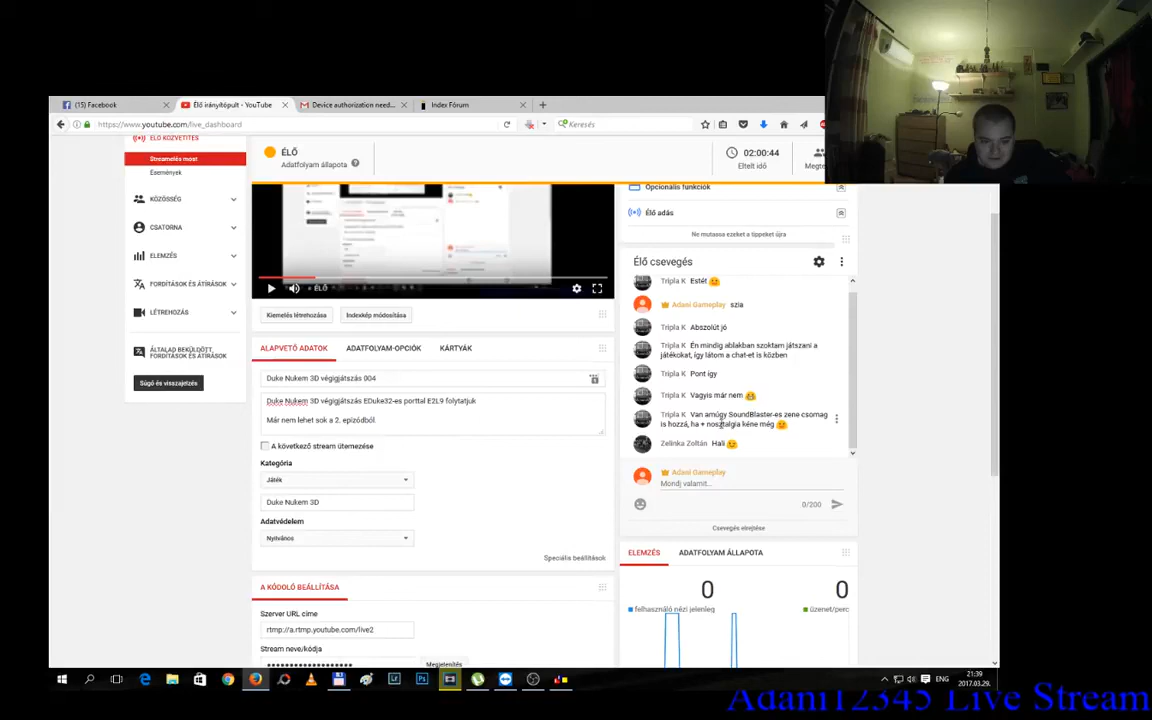 (15) Facebook
Élő irányítópult - YouTube
Device authorization need...
Index Fórum
https://www.youtube.com/live_dashboard
Keresés
ÉLŐ KÖZVETÍTÉS
Streamelés most
Események
KÖZÖSSÉG
CSATORNA
ELEMZÉS
FORDÍTÁSOK ÉS ÁTÍRÁSOK
LÉTREHOZÁS
ÁLTALAD BEKÜLDÖTT
FORDÍTÁSOK ÉS ÁTÍRÁSOK
Súgó és visszajelzés
ÉLŐ
Adatfolyam állapota
02:00:44
Eltelt idő
Megte
ÉLŐ
Kiemelés létrehozása
Indexkép módosítása
ALAPVETŐ ADATOK
ADATFOLYAM-OPCIÓK
KÁRTYÁK
Duke Nukem 3D végigjátszás 004
Duke Nukem 3D végigjátszás EDuke32-es porttal E2L9 folytatjuk
Már nem lehet sok a 2. epizódból.
A következő stream ütemezése
Kategória
Játék
Duke Nukem 3D
Adatvédelem
Nyilvános
Speciális beállítások
A KÓDOLÓ BEÁLLÍTÁSA
Szerver URL címe
rtmp://a.rtmp.youtube.com/live2
Stream neve/kódja
Megjelenítés
Opcionális funkciók
Élő adás
Ne mutassa ezeket a tippeket újra
Élő csevegés
Tripla K Estét
Adani Gameplay szia
Tripla K Abszolút jó
Tripla K Én mindig ablakban szoktam játszani a
játékokat, így látom a chat-et is közben
Tripla K Pont így
Tripla K Vagyis már nem
Tripla K Van amúgy SoundBlaster-es zene csomag
is hozzá, ha + nosztalgia kéne még
Zelinka Zoltán Hali
Adani Gameplay
Mondj valamit...
0/200
Csevegés elrejtése
ELEMZÉS
ADATFOLYAM ÁLLAPOTA
0
0
felhasználó nézi jelenleg
üzenet/perc
ENG
21:39
2017.03.29.
Adani12345 Live Stream